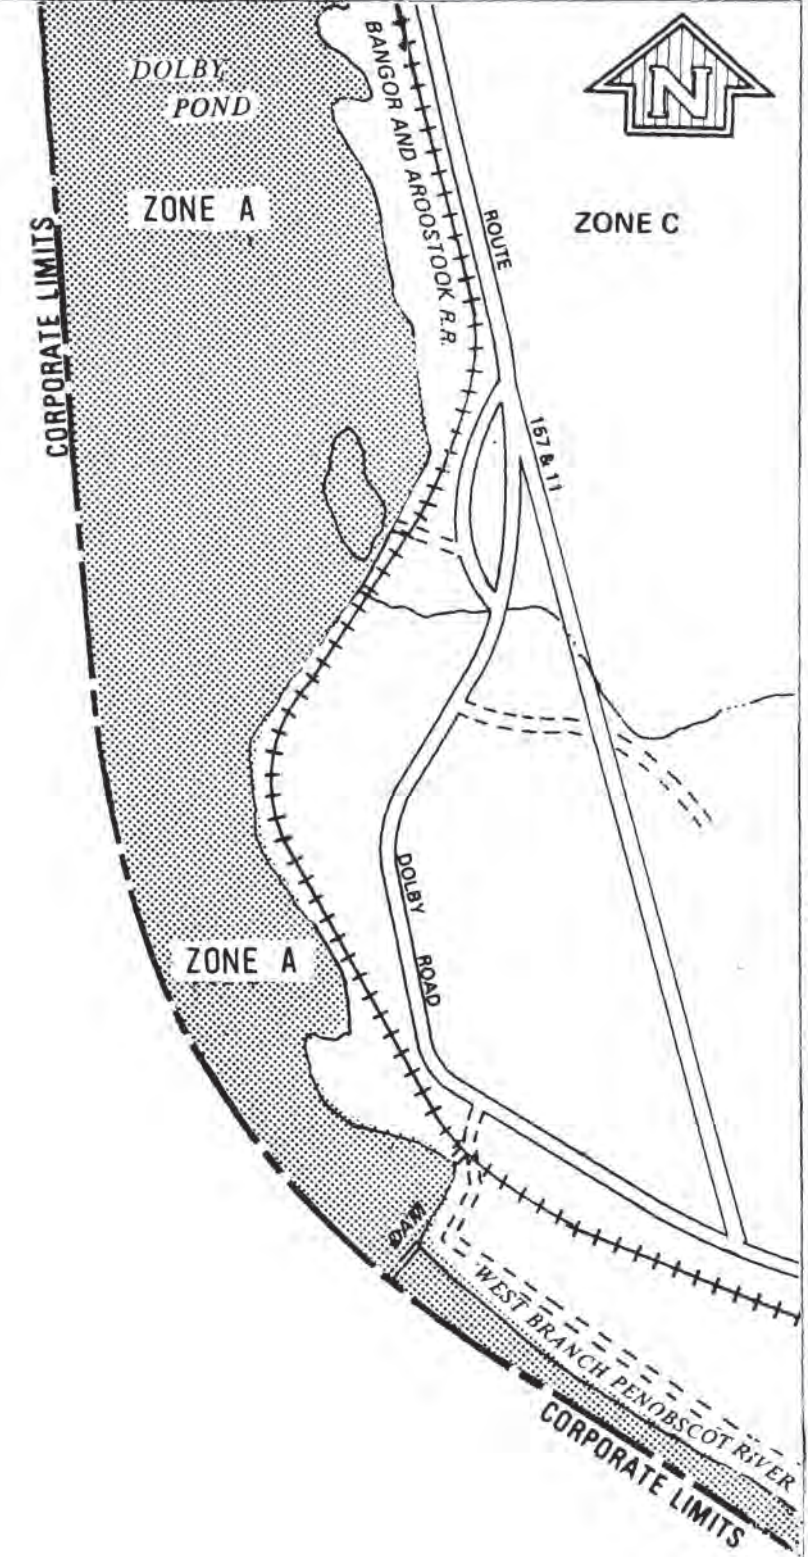 DOLBY
POND
N
BANGOR AND AROOSTOOK R.R.
ZONE A
ZONE C
ROUTE
CORPORATE LIMITS
157 & 11
DOLBY
ROAD
ZONE A
DAM
WEST BRANCH PENOBSCOT RIVER
CORPORATE LIMITS